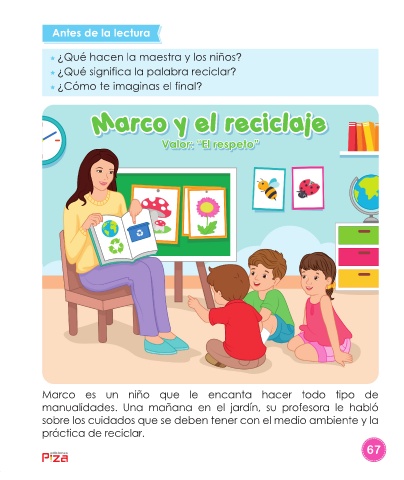 Antes de la lectura
¿Qué hacen la maestra y los niños?
¿Qué significa la palabra reciclar?
¿Cómo te imaginas el final?
Marco y el reciclaje
Valor: "El respeto"
Marco es un niño que le encanta hacer todo tipo de
manualidades. Una mañana en el jardín, su profesora le habló
sobre los cuidados que se deben tener con el medio ambiente y la
práctica de reciclar.
Piza
67